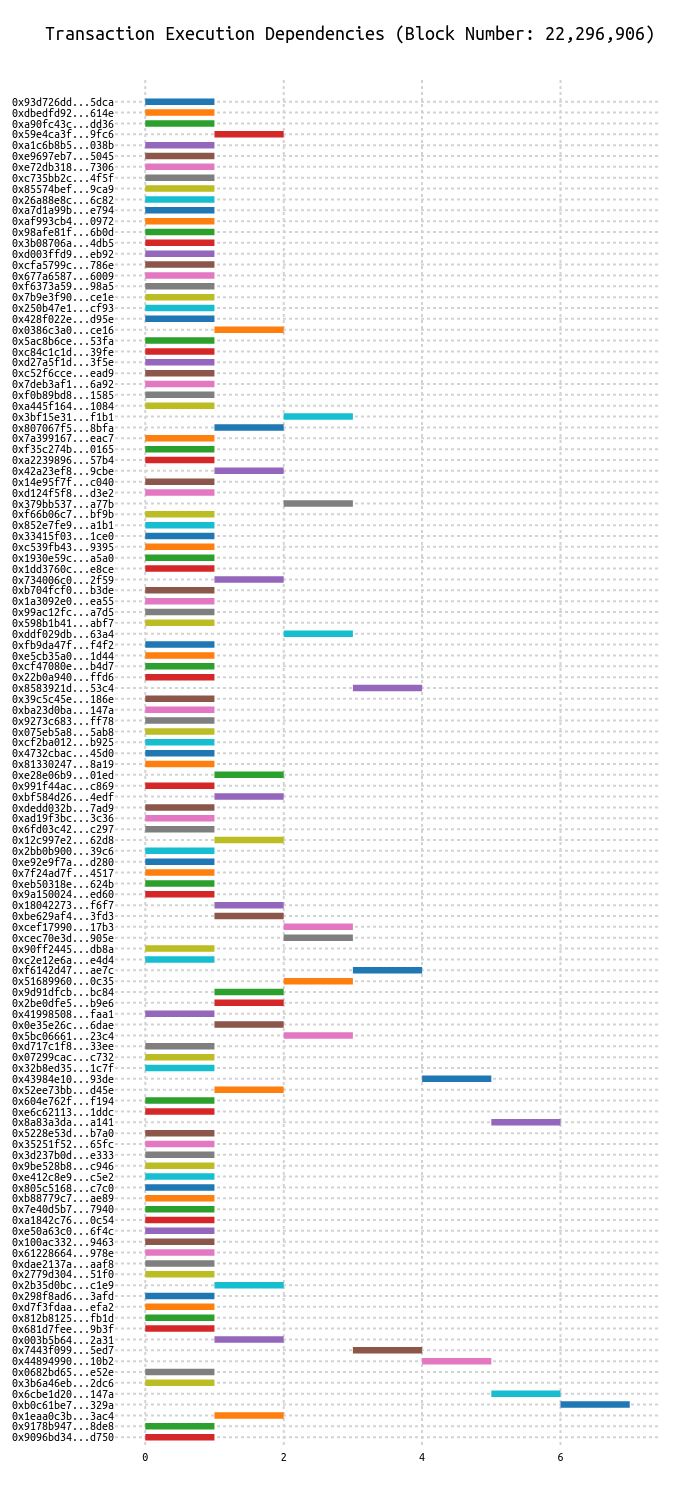 Transaction Execution Dependencies (Block Number: 22,296,906)
0x93d726dd...5dca
0xdbedfd92...614e
0xa90fc43c...dd36
0x59e4ca3f...9fc6
0xa1c6b8b5...038b
0xe9697eb7...5045
0xe72db318...7306
0xc735bb2c...4f5f
0x85574bef...9ca9
0x26a88e8c...6c82
0xa7d1a99b...e794
0xaf993cb4...0972
0x98afe81f...6b0d
0x3b08706a...4db5
0xd003ffd9...eb92
0xcfa5799c...786e
0x677a6587...6009
0xf6373a59...98a5
0x7b9e3f90...ce1e
0x250b47e1...cf93
0x428f022e...d95e
0x0386c3a0...ce16
0x5ac8b6ce...53fa
0xc84c1c1d...39fe
0xd27a5f1d...3f5e
0xc52f6cce...ead9
0x7deb3af1...6a92
0xf0b89bd8...1585
0xa445f164...1084
0x3bf15e31...f1b1
0x807067f5...8bfa
0x7a399167...eac7
0xf35c274b...0165
0xa2239896...57b4
0x42a23ef8...9cbe
0x14e95f7f...c040
0xd124f5f8...d3e2
0x379bb537...a77b
0xf66b06c7...bf9b
0x852e7fe9...a1b1
0x33415f03...1ce0
0xc539fb43...9395
0x1930e59c...a5a0
0x1dd3760c...e8ce
0x734006c0...2f59
0xb704fcf0...b3de
0x1a3092e0...ea55
0x99ac12fc...a7d5
0x598b1b41...abf7
0xddf029db...63a4
0xfb9da47f...f4f2
0xe5cb35a0...1d44
0xcf47080e...b4d7
0x22b0a940...ffd6
0x8583921d...53c4
0x39c5c45e...186e
0xba23d0ba...147a
0x9273c683...ff78
0x075eb5a8...5ab8
0xcf2ba012...b925
0x4732cbac...45d0
0x81330247...8a19
0xe28e06b9...01ed
0x991f44ac...c869
0xbf584d26...4edf
0xdedd032b...7ad9
0xad19f3bc...3c36
0x6fd03c42...c297
0x12c997e2...62d8
0x2bb0b900...39c6
0xe92e9f7a...d280
0x7f24ad7f...4517
0xeb50318e...624b
0x9a150024...ed60
0x18042273...f6f7
0xbe629af4...3fd3
0xcef17990...17b3
0xcec70e3d...905e
0x90ff2445...db8a
0xc2e12e6a...e4d4
0xf6142d47...ae7c
0x51689960...0c35
0x9d91dfcb...bc84
0x2be0dfe5...b9e6
0x41998508...faa1
0x0e35e26c...6dae
0x5bc06661...23c4
0xd717c1f8...33ee
0x07299cac...c732
0x32b8ed35...1c7f
0x43984e10...93de
0x52ee73bb...d45e
0x604e762f...f194
0xe6c62113...1ddc
0x8a83a3da...a141
0x5228e53d...b7a0
0x35251f52...65fc
0x3d237b0d...e333
0x9be528b8...c946
0xe412c8e9...c5e2
0x805c5168...c7c0
0xb88779c7...ae89
0x7e40d5b7...7940
0xa1842c76...0c54
0xe50a63c0...6f4c
0x100ac332...9463
0x61228664...978e
0xdae2137a...aaf8
0x2779d304...51f0
0x2b35d0bc...c1e9
0x298f8ad6...3afd
0xd7f3fdaa...efa2
0x812b8125...fb1d
0x681d7fee...9b3f
0x003b5b64...2a31
0x7443f099...5ed7
0x44894990...10b2
0x0682bd65...e52e
0x3b6a46eb...2dc6
0x6cbe1d20...147a
0xb0c61be7...329a
0x1eaa0c3b...3ac4
0x9178b947...8de8
0x9096bd34...d750
0 2 4 6